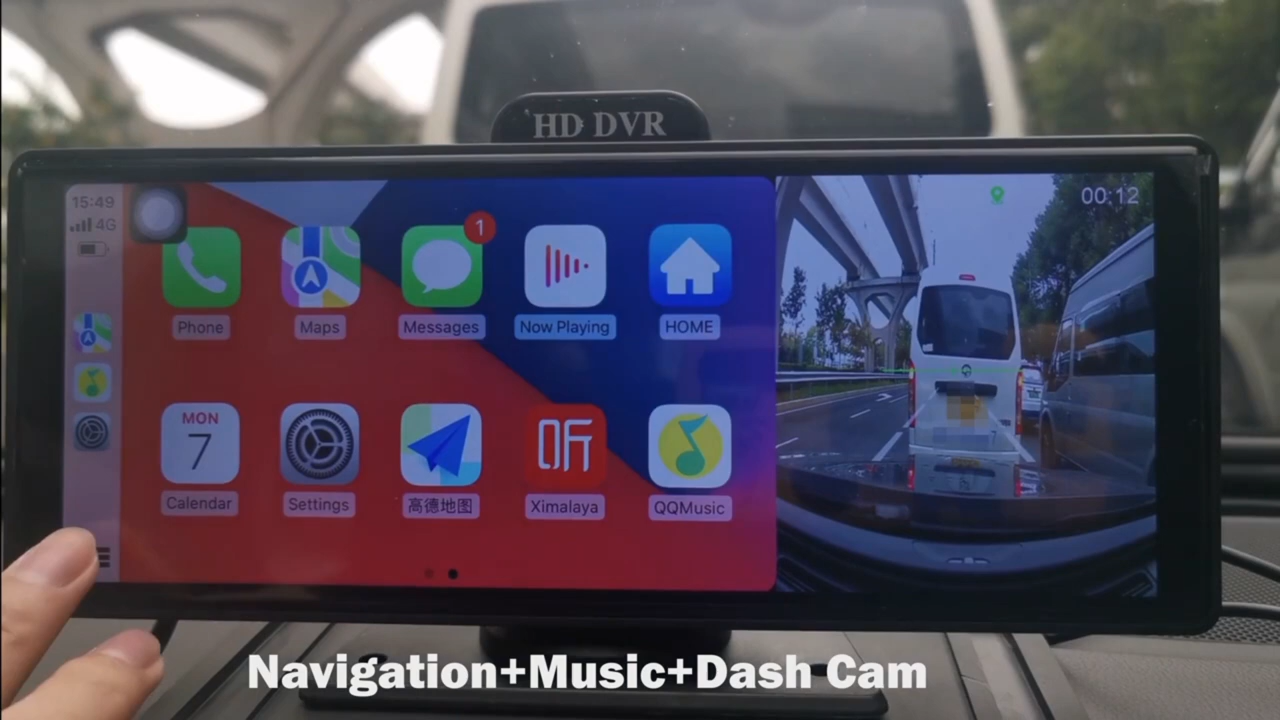 HD DVR
15:49
4G
1
Phone
Maps
Messages
Now Playing
HOME
MON
7
Calendar
Settings
高德地图
听
Ximalaya
QQMusic
00:12
Navigation+Music+Dash Cam